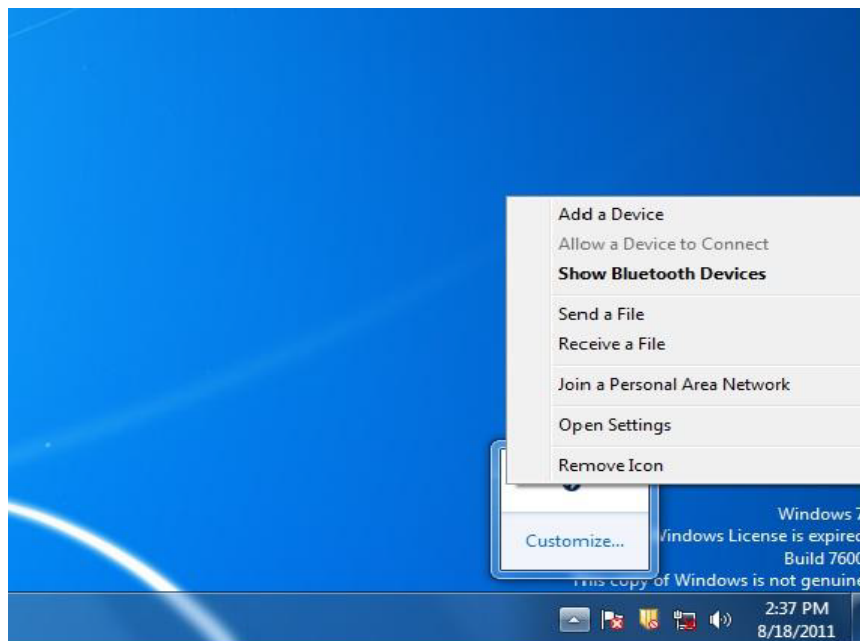 Add a Device
Allow a Device to Connect
Show Bluetooth Devices
Send a File
Receive a File
Join a Personal Area Network
Open Settings
Remove Icon
Customize...
Windows 7
Windows License is expired
Build 7600
This copy of Windows is not genuine
2:37 PM
8/18/2011